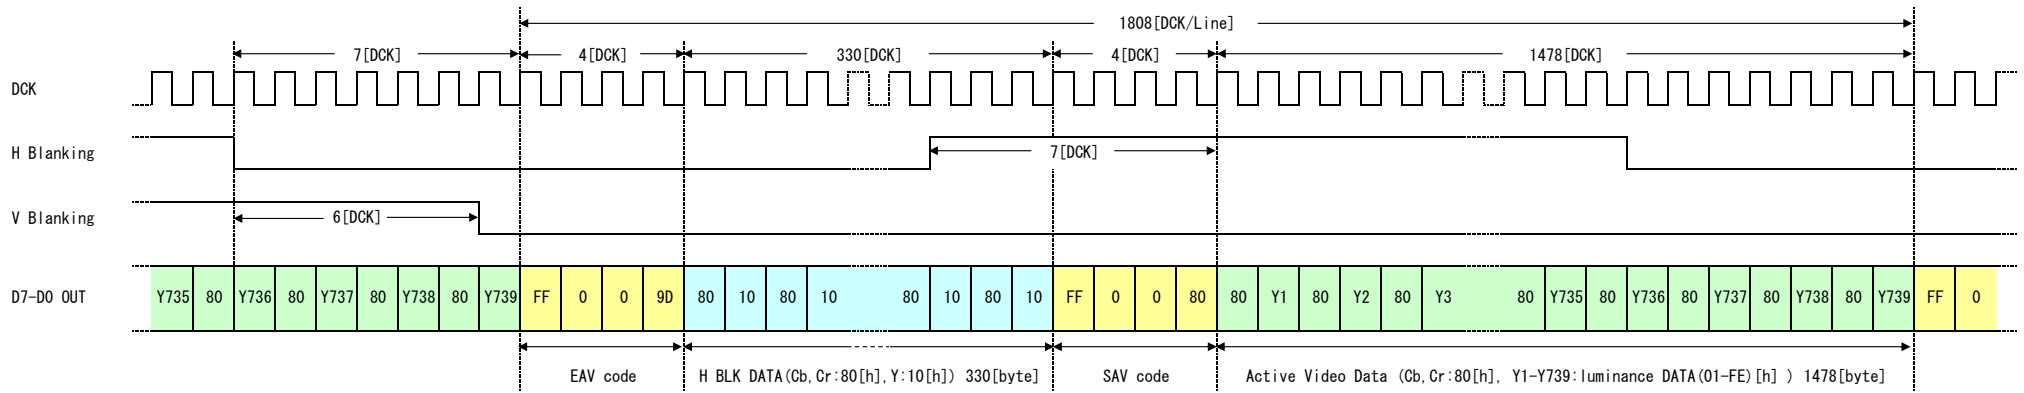 1808[DCK/Line]
7[DCK] 4[DCK] 330[DCK] 4[DCK] 1478[DCK]
DCK
H Blanking 7[DCK]
V Blanking 6[DCK]
D7-D0 OUT Y735 80 Y736 80 Y737 80 Y738 80 Y739 FF 0 0 9D 80 10 80 10 80 10 80 10 FF 0 0 80 80 Y1 80 Y2 80 Y3 80 Y735 80 Y736 80 Y737 80 Y738 80 Y739 FF 0
EAV code H BLK DATA(Cb,Cr:80[h],Y:10[h]) 330[byte] SAV code Active Video Data (Cb,Cr:80[h], Y1-Y739:luminance DATA(01-FE)[h] ) 1478[byte]